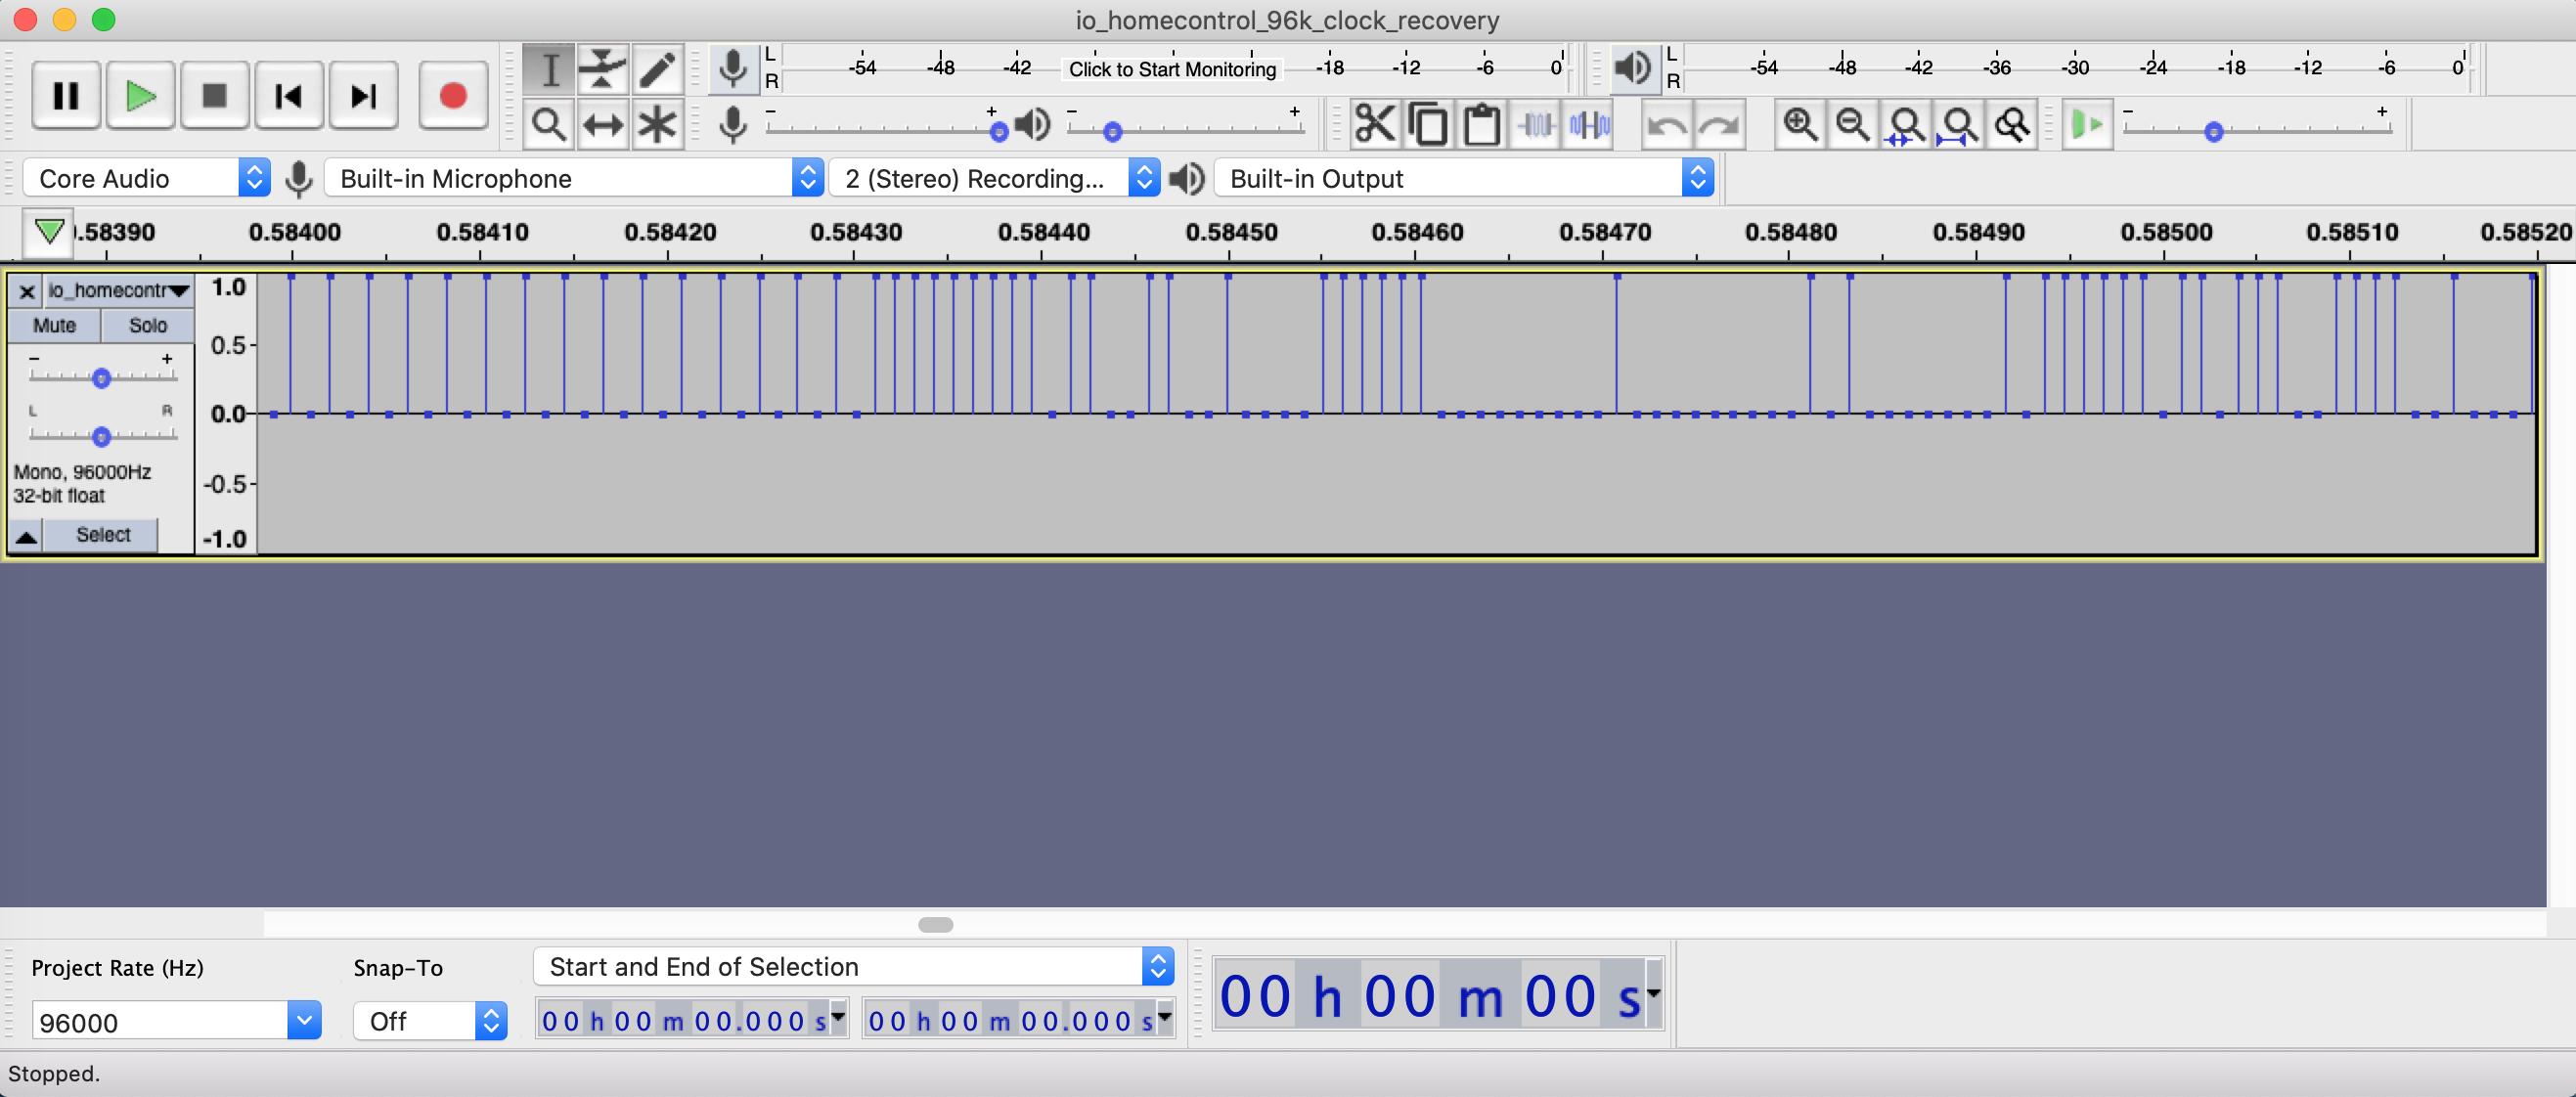 io_homecontrol_96k_clock_recovery
L
R
-54 -48 -42 Click to Start Monitoring -18 -12 -6 0
L
R
-54 -48 -42 -36 -30 -24 -18 -12 -6 0
- + - +
- +
Core Audio Built-in Microphone 2 (Stereo) Recording... Built-in Output
.58390 0.58400 0.58410 0.58420 0.58430 0.58440 0.58450 0.58460 0.58470 0.58480 0.58490 0.58500 0.58510 0.58520
io_homecontr
Mute Solo
- +
L R
Mono, 96000Hz
32-bit float
Select
1.0
0.5
0.0
-0.5
-1.0
Project Rate (Hz) Snap-To Start and End of Selection
96000 Off 00 h 00 m 00.000 s 00 h 00 m 00.000 s
00 h 00 m 00 s
Stopped.